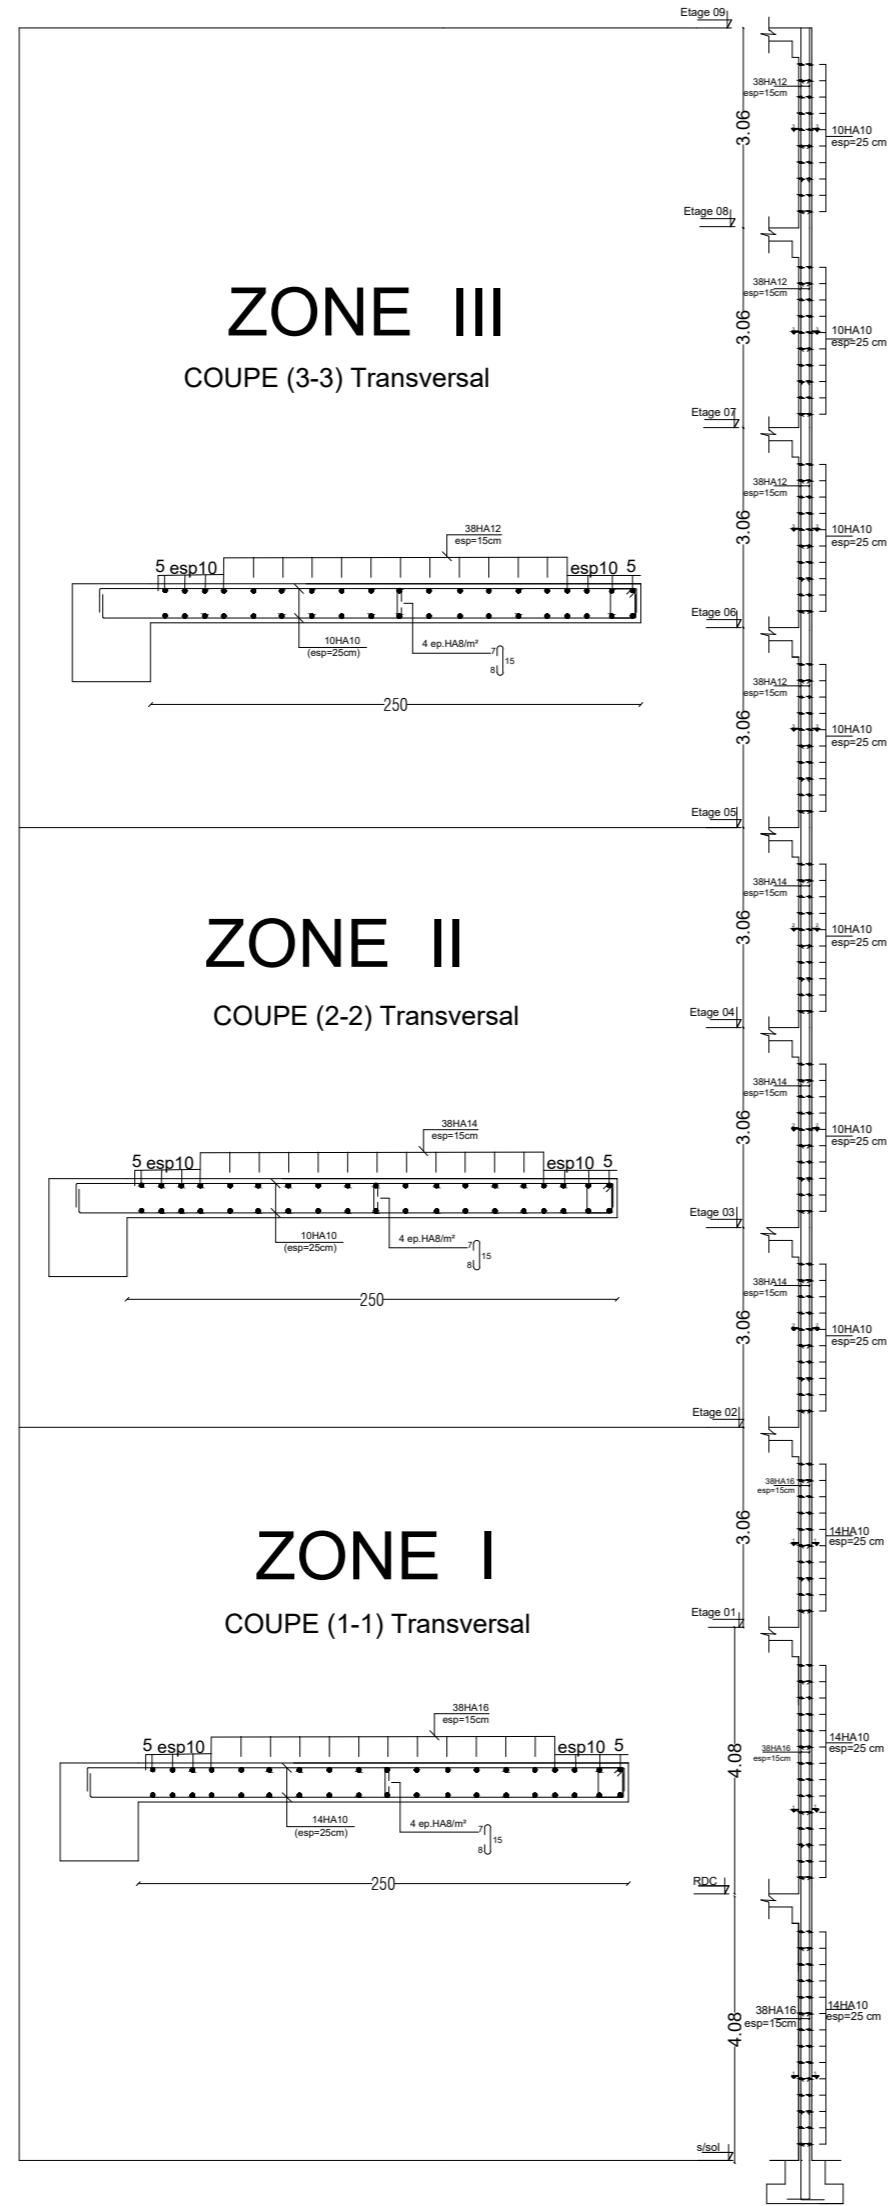 Etage 09
38HA12
esp=15cm
3.06
10HA10
esp=25 cm
Etage 08
ZONE III
COUPE (3-3) Transversal
38HA12
esp=15cm
3.06
10HA10
esp=25 cm
Etage 07
38HA12
esp=15cm
3.06
10HA10
esp=25 cm
38HA12
esp=15cm
5 esp10
esp10 5
10HA10
(esp=25cm)
4 ep.HA8/m²
7
15
8
250
Etage 06
38HA12
esp=15cm
3.06
10HA10
esp=25 cm
Etage 05
ZONE II
COUPE (2-2) Transversal
38HA14
esp=15cm
3.06
10HA10
esp=25 cm
Etage 04
38HA14
esp=15cm
3.06
10HA10
esp=25 cm
38HA14
esp=15cm
5 esp10
esp10 5
10HA10
(esp=25cm)
4 ep.HA8/m²
7
15
8
250
Etage 03
38HA14
esp=15cm
3.06
10HA10
esp=25 cm
Etage 02
ZONE I
COUPE (1-1) Transversal
38HA16
esp=15cm
3.06
14HA10
esp=25 cm
Etage 01
38HA16
esp=15cm
5 esp10
esp10 5
14HA10
(esp=25cm)
4 ep.HA8/m²
7
15
8
250
38HA16
esp=15cm
4.08
14HA10
esp=25 cm
RDC
38HA16
esp=15cm
4.08
14HA10
esp=25 cm
s/sol